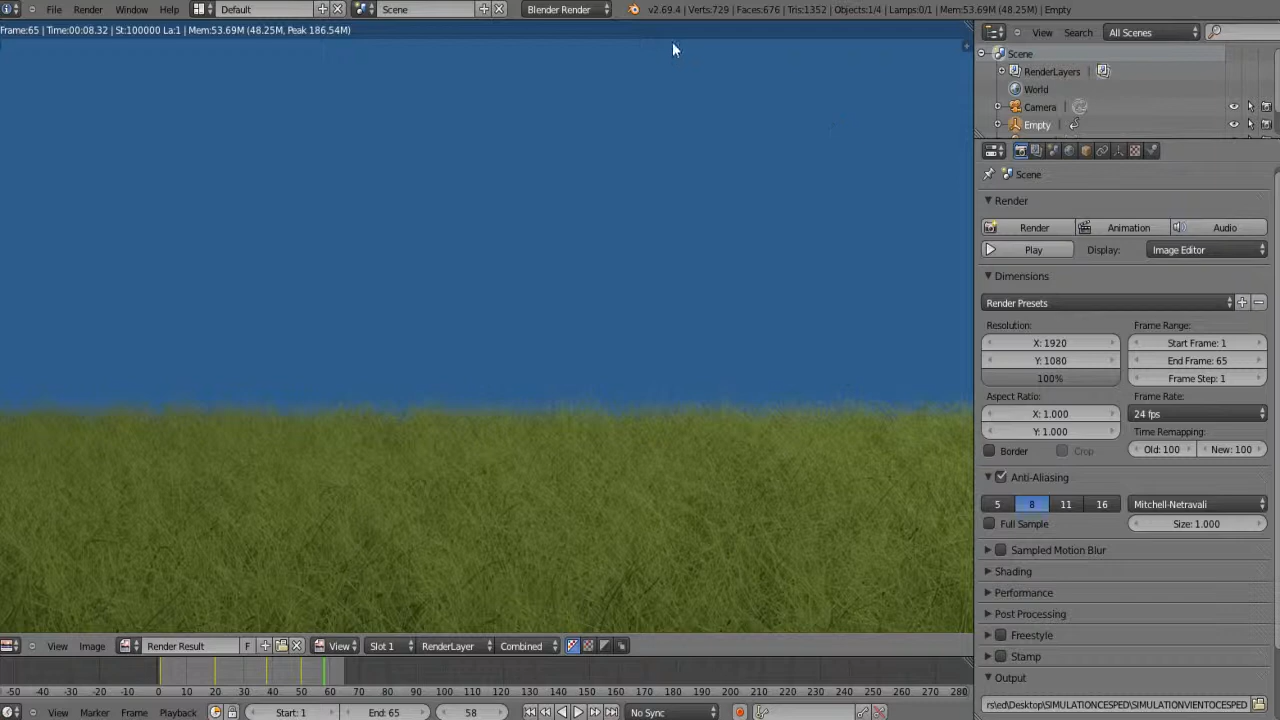 File Render Window Help Default Scene Blender Render v2.69.4 | Verts:729 | Faces:676 | Tris:1352 | Objects:1/4 | Lamps:0/1 | Mem:53.69M (48.25M) | Empty
Frame:65 | Time:00:08.32 | St:100000 La:1 | Mem:53.69M (48.25M, Peak 186.54M)
View Search All Scenes
Scene
RenderLayers
World
Camera
Empty
Scene
Render
Render Animation Audio
Play Display: Image Editor
Dimensions
Render Presets
Resolution: Frame Range:
X: 1920 Start Frame: 1
Y: 1080 End Frame: 65
100% Frame Step: 1
Aspect Ratio: Frame Rate:
X: 1.000 24 fps
Y: 1.000 Time Remapping:
Border Crop Old: 100 New: 100
Anti-Aliasing
5 8 11 16 Mitchell-Netravali
Full Sample Size: 1.000
Sampled Motion Blur
Shading
Performance
Post Processing
Freestyle
Stamp
Output
rs\ed\Desktop\SIMULATIONCESPED\SIMULATIONVIENTOCESPED
View Image Render Result F View Slot 1 RenderLayer Combined
-50 -40 -30 -20 -10 0 10 20 30 40 50 60 70 80 90 100 110 120 130 140 150 160 170 180 190 200 210 220 230 240 250 260 270 280
View Marker Frame Playback Start: 1 End: 65 58 No Sync